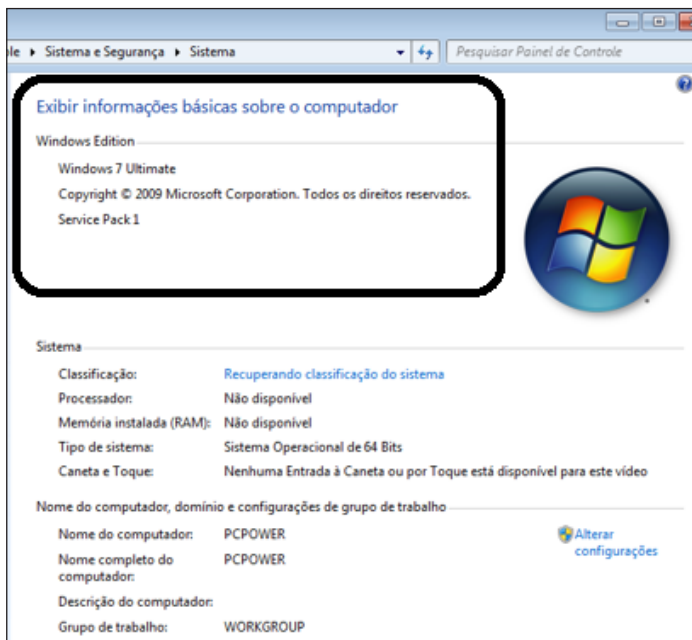 le ▸ Sistema e Segurança ▸ Sistema
Pesquisar Painel de Controle
Exibir informações básicas sobre o computador
Windows Edition
Windows 7 Ultimate
Copyright © 2009 Microsoft Corporation. Todos os direitos reservados.
Service Pack 1
Sistema
Classificação: Recuperando classificação do sistema
Processador: Não disponível
Memória instalada (RAM): Não disponível
Tipo de sistema: Sistema Operacional de 64 Bits
Caneta e Toque: Nenhuma Entrada à Caneta ou por Toque está disponível para este vídeo
Nome do computador, domínio e configurações de grupo de trabalho
Nome do computador: PCPOWER Alterar
configurações
Nome completo do PCPOWER
computador:
Descrição do computador:
Grupo de trabalho: WORKGROUP